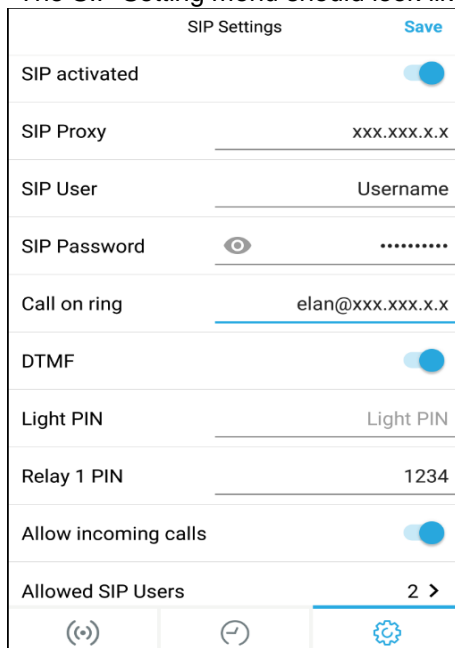 SIP Settings Save
SIP activated
SIP Proxy xxx.xxx.x.x
SIP User Username
SIP Password ••••••••••
Call on ring elan@xxx.xxx.x.x
DTMF
Light PIN Light PIN
Relay 1 PIN 1234
Allow incoming calls
Allowed SIP Users 2 >